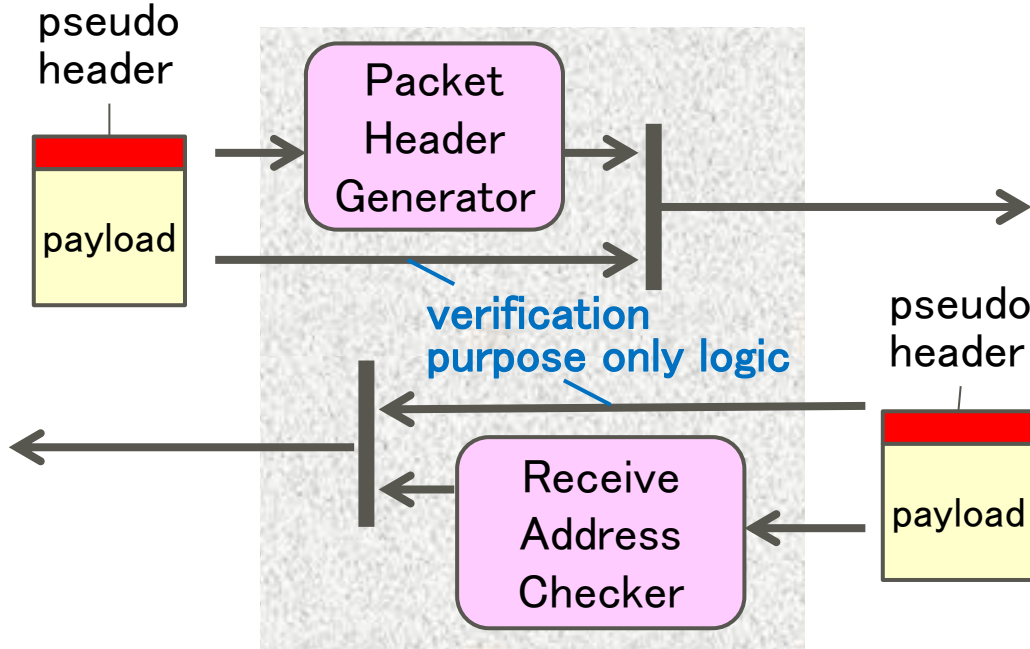 pseudo
header
Packet
Header
Generator
payload
verification
purpose only logic
pseudo
header
Receive
Address
Checker
payload